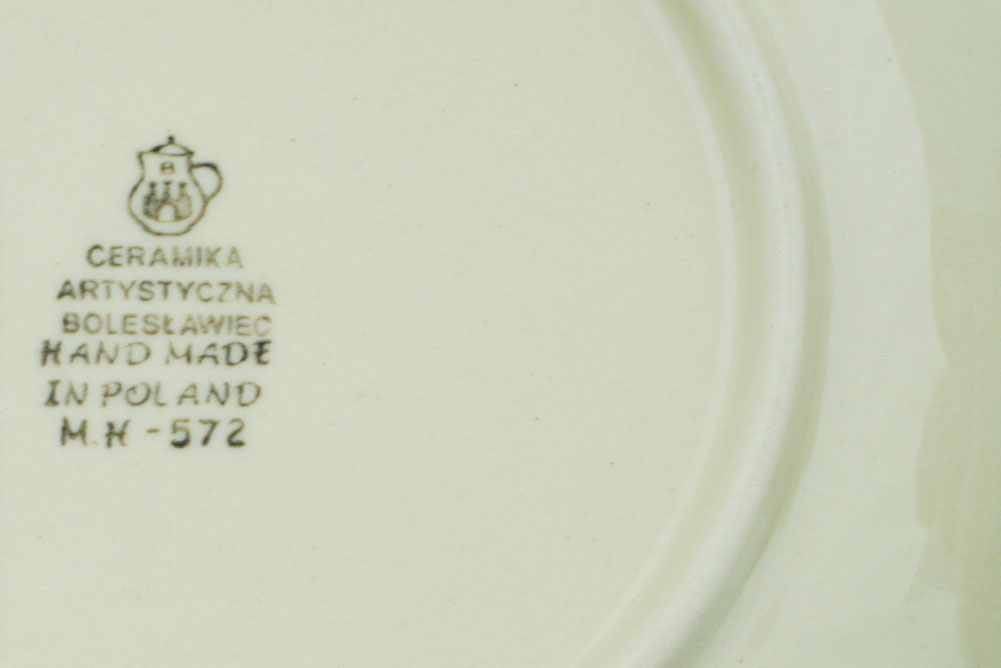 B
CERAMIKA
ARTYSTYCZNA
BOLESŁAWIEC
HAND MADE
IN POLAND
M.H - 572